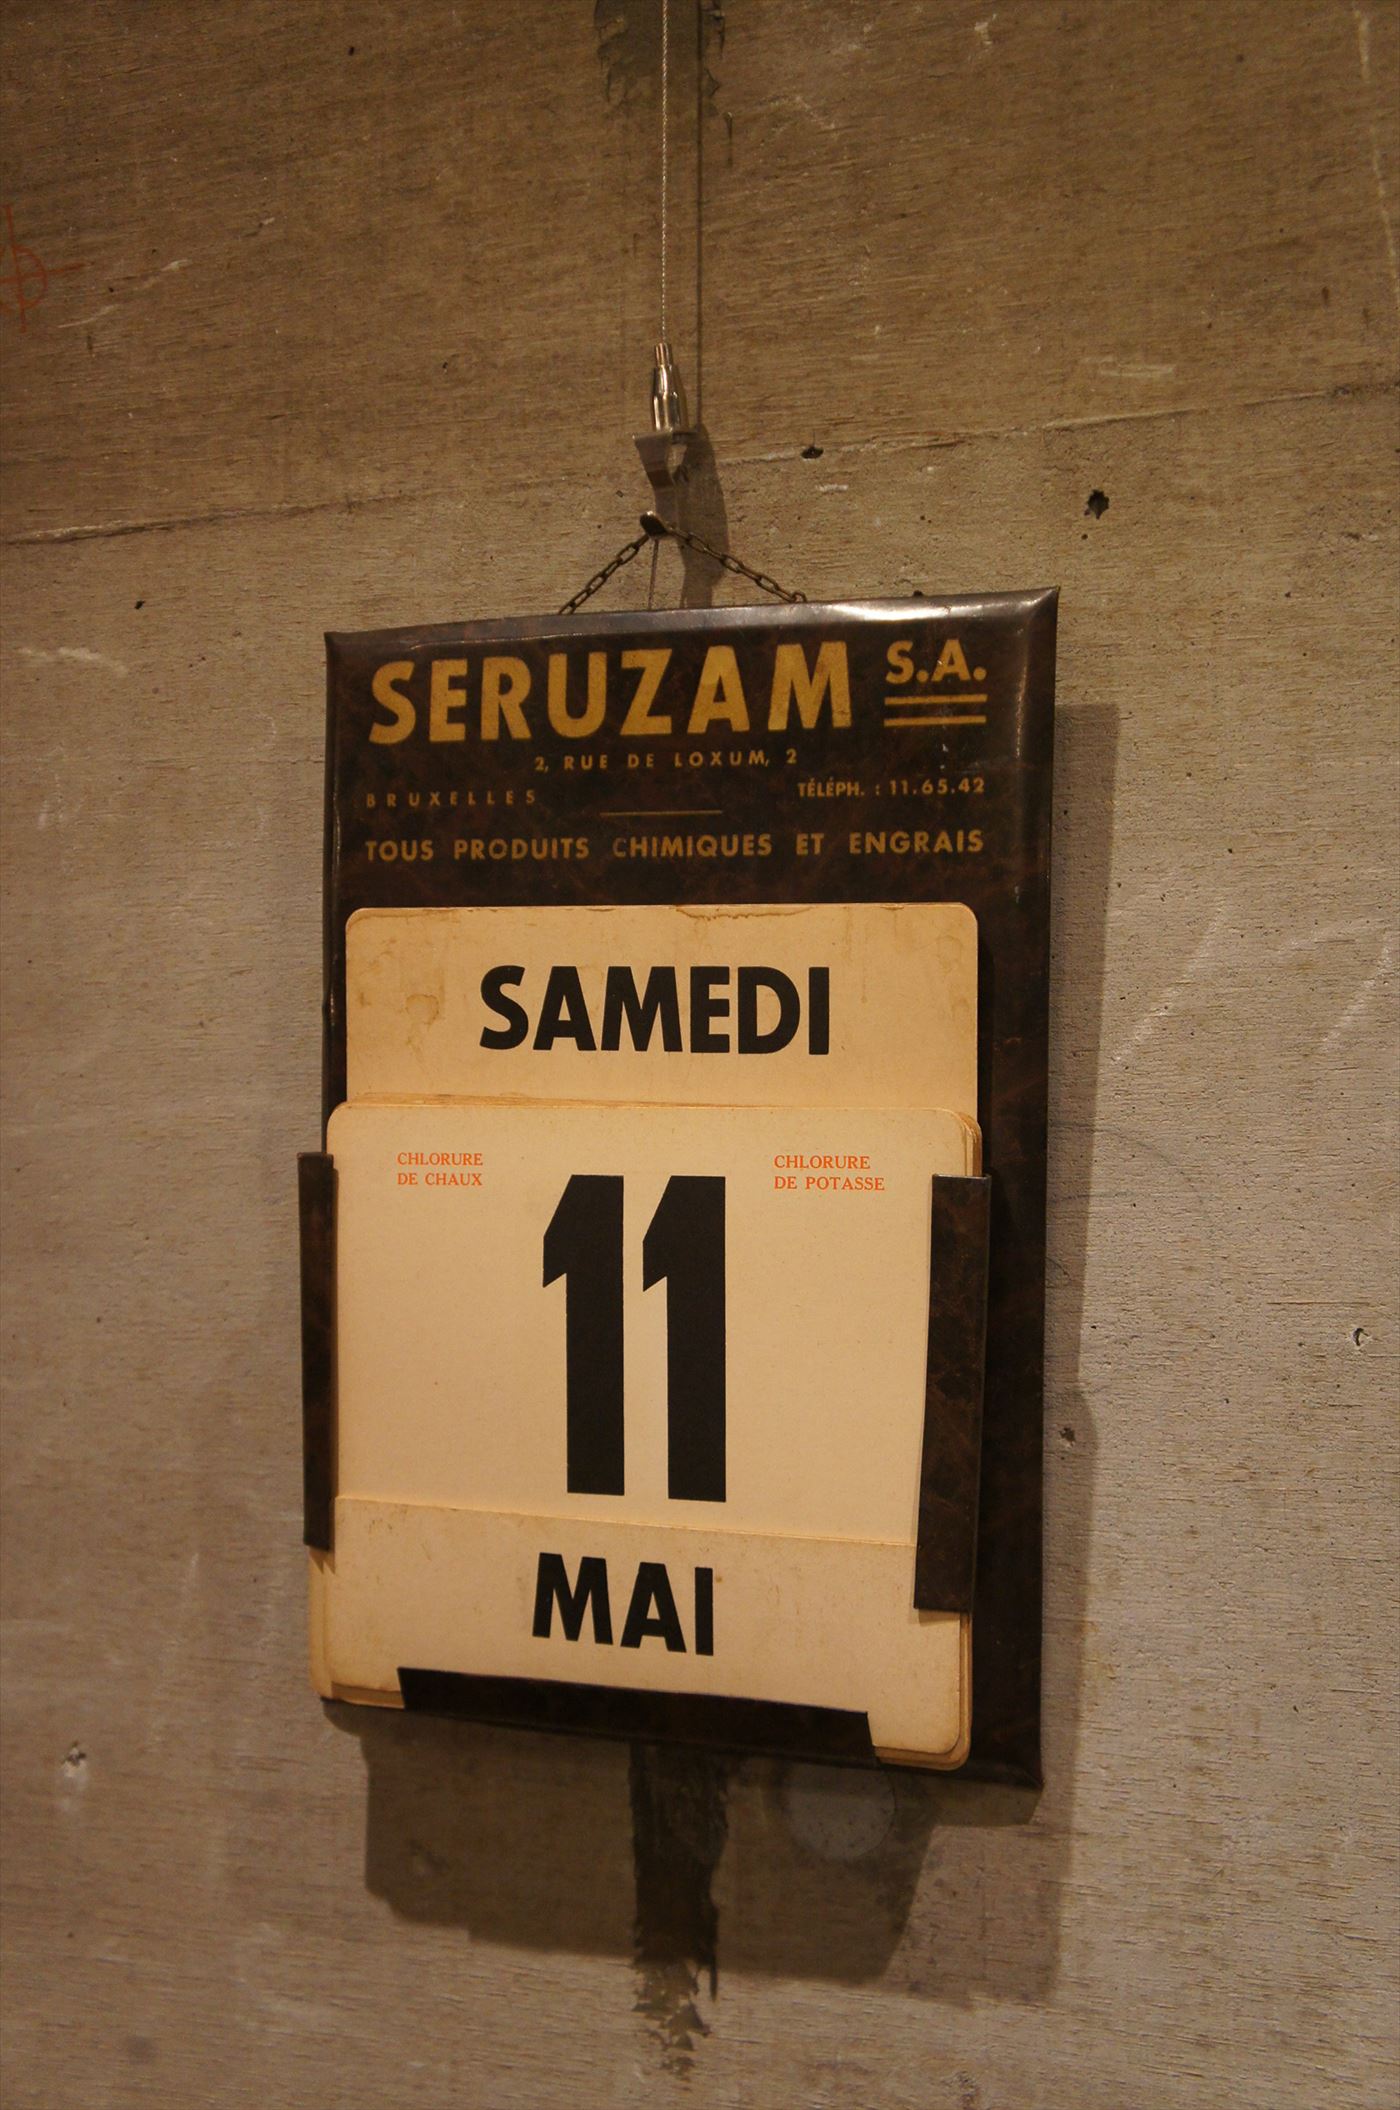 SERUZAM S.A.
2, RUE DE LOXUM, 2
BRUXELLES TÉLÉPH. : 11.65.42
TOUS PRODUITS CHIMIQUES ET ENGRAIS
SAMEDI
CHLORURE
DE CHAUX
CHLORURE
DE POTASSE
11
MAI